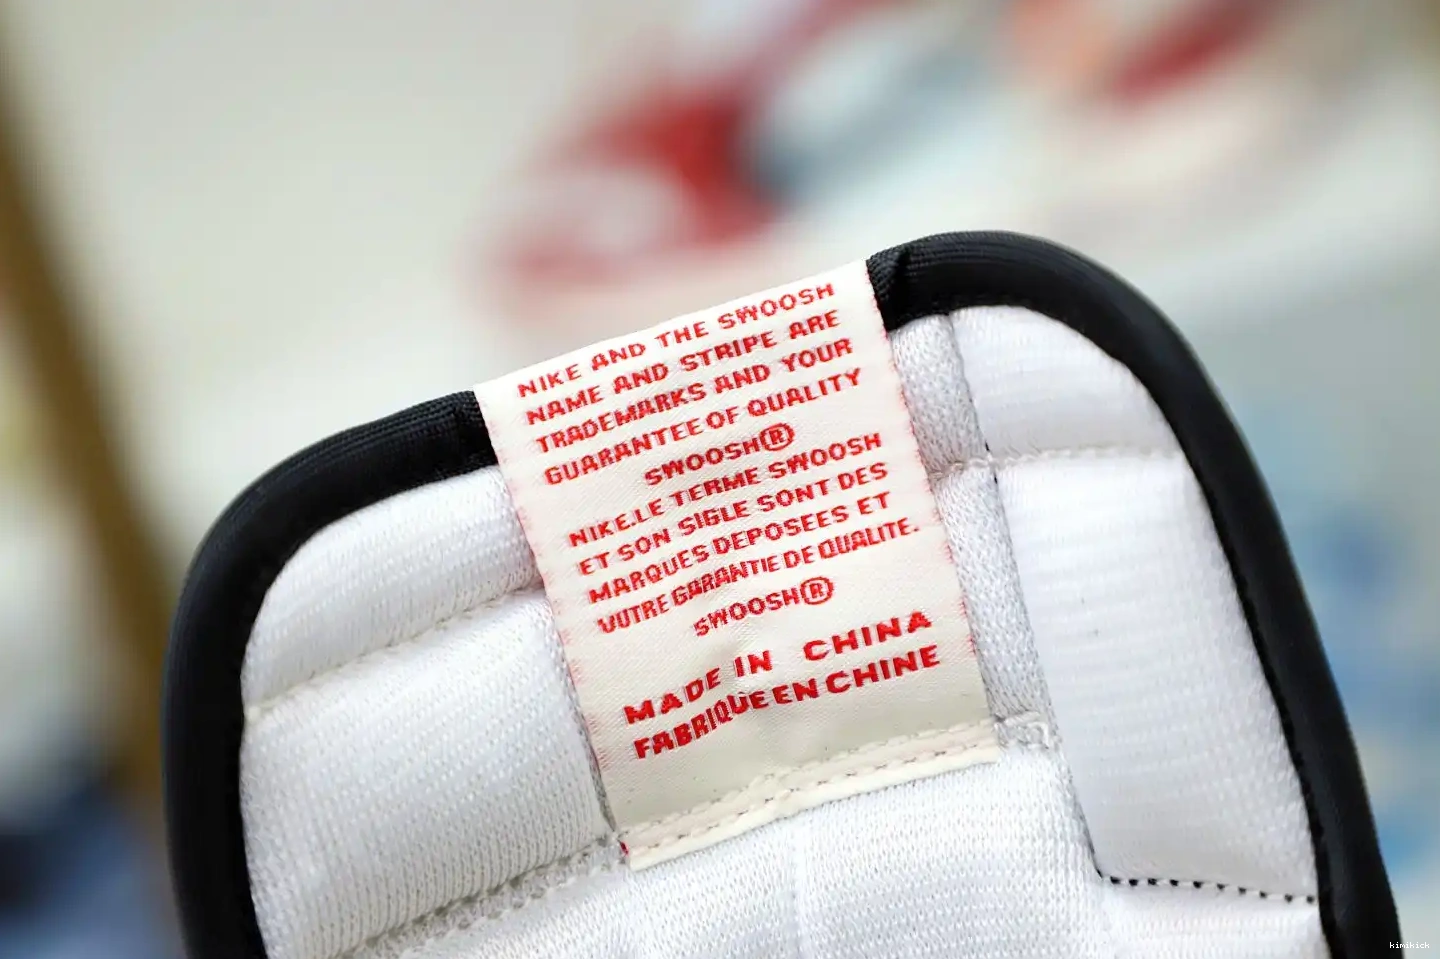 NIKE AND THE SWOOSH
NAME AND STRIPE ARE
TRADEMARKS AND YOUR
GUARANTEE OF QUALITY
SWOOSH®
NIKE.LE TERME SWOOSH
ET SON SIGLE SONT DES
MARQUES DEPOSEES ET
VUTRE GARANTIE DE QUALITE.
SWOOSH®
MADE IN CHINA
FABRIQUE EN CHINE
kimikick